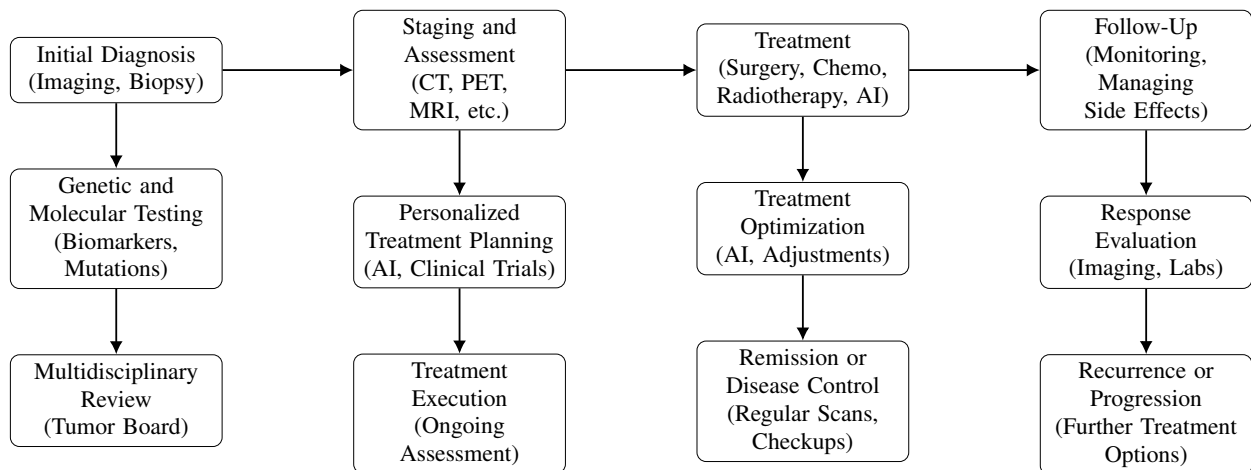 Initial Diagnosis
(Imaging, Biopsy)
Staging and
Assessment
(CT, PET,
MRI, etc.)
Treatment
(Surgery, Chemo,
Radiotherapy, AI)
Follow-Up
(Monitoring,
Managing
Side Effects)
Genetic and
Molecular Testing
(Biomarkers,
Mutations)
Personalized
Treatment Planning
(AI, Clinical Trials)
Treatment
Optimization
(AI, Adjustments)
Response
Evaluation
(Imaging, Labs)
Multidisciplinary
Review
(Tumor Board)
Treatment
Execution
(Ongoing
Assessment)
Remission or
Disease Control
(Regular Scans,
Checkups)
Recurrence or
Progression
(Further Treatment
Options)